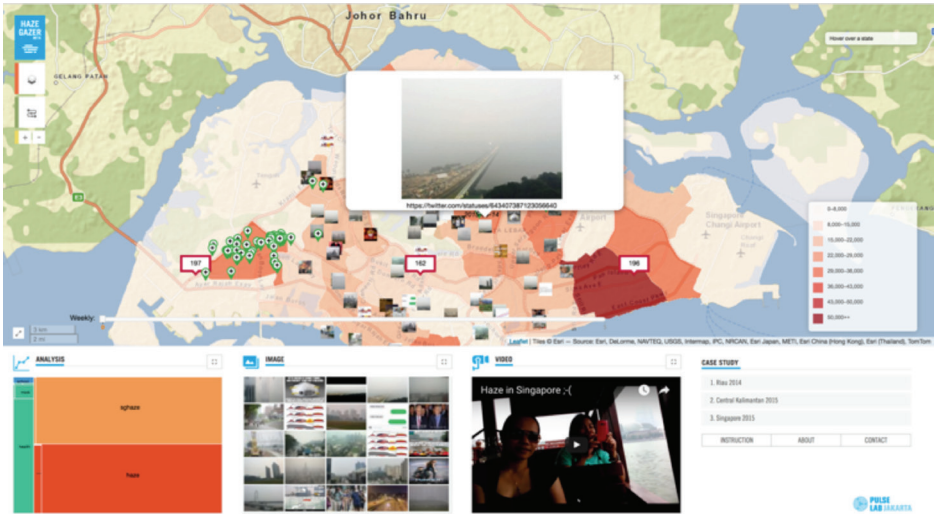 Johor Bahru
HAZE
GAZER
Hover over a state
GELANG PATAH
E3
+ −
https://twitter.com/statuses/643407387123056640
Airport
Singapore
Changi Airport
197
162
196
0–8,000
8,000–15,000
15,000–22,000
22,000–29,000
29,000–36,000
36,000–43,000
43,000–50,000
50,000++
Weekly:
3 km
2 mi
Leaflet | Tiles © Esri — Source: Esri, DeLorme, NAVTEQ, USGS, Intermap, iPC, NRCAN, Esri Japan, METI, Esri China (Hong Kong), Esri (Thailand), TomTom
ANALYSIS
IMAGE
VIDEO
CASE STUDY
sghaze
haze
Haze in Singapore ;-(
1. Riau 2014
2. Central Kalimantan 2015
3. Singapore 2015
INSTRUCTION
ABOUT
CONTACT
PULSE
LAB JAKARTA